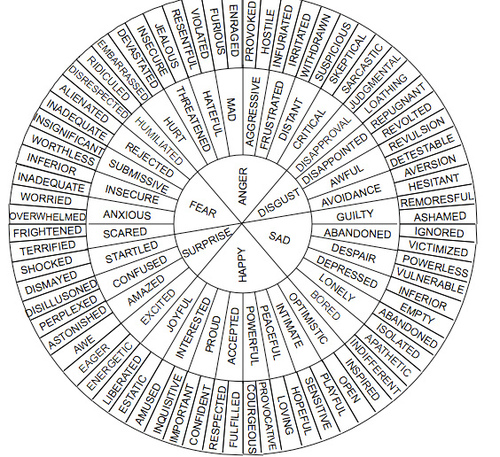 ANGER
DISGUST
SAD
HAPPY
SURPRISE
FEAR
HURT
THREATENED
HATEFUL
MAD
AGGRESSIVE
FRUSTRATED
DISTANT
CRITICAL
DISAPPROVAL
DISAPPOINTED
AWFUL
AVOIDANCE
GUILTY
ABANDONED
DESPAIR
DEPRESSED
LONELY
BORED
OPTIMISTIC
INTIMATE
PEACEFUL
POWERFUL
ACCEPTED
PROUD
INTERESTED
JOYFUL
EXCITED
AMAZED
CONFUSED
STARTLED
SCARED
ANXIOUS
INSECURE
SUBMISSIVE
REJECTED
HUMILIATED
EMBARRASSED
DEVASTATED
INSECURE
JEALOUS
RESENTFUL
VIOLATED
FURIOUS
ENRAGED
PROVOKED
HOSTILE
INFURIATED
IRRITATED
WITHDRAWN
SUSPICIOUS
SKEPTICAL
SARCASTIC
JUDGMENTAL
LOATHING
REPUGNANT
REVOLTED
REVULSION
DETESTABLE
AVERSION
HESITANT
REMORESFUL
ASHAMED
IGNORED
VICTIMIZED
POWERLESS
VULNERABLE
INFERIOR
EMPTY
ABANDONED
ISOLATED
APATHETIC
INDIFFERENT
INSPIRED
OPEN
PLAYFUL
SENSITIVE
HOPEFUL
LOVING
PROVOCATIVE
COURGEOUS
FULFILLED
RESPECTED
CONFIDENT
IMPORTANT
INQUISITIVE
AMUSED
ESTATIC
LIBERATED
ENERGETIC
EAGER
AWE
ASTONISHED
PERPLEXED
DISILLUSONED
DISMAYED
SHOCKED
TERRIFIED
FRIGHTENED
OVERWHELMED
WORRIED
INADEQUATE
INFERIOR
WORTHLESS
INSIGNIFICANT
INADEQUATE
ALIENATED
DISRESPECTED
RIDICULED